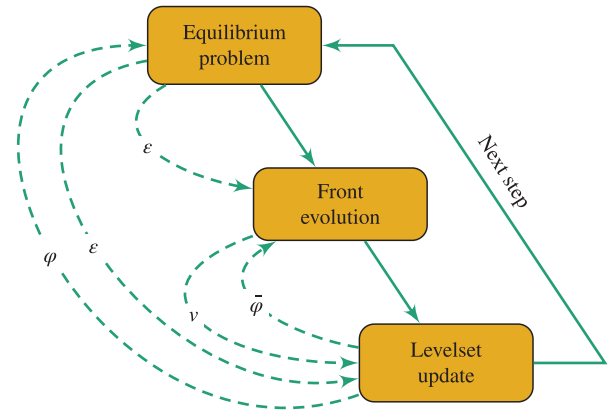 Equilibrium
problem
ε
Next step
Front
evolution
φ
ε
v
φ̄
Levelset
update